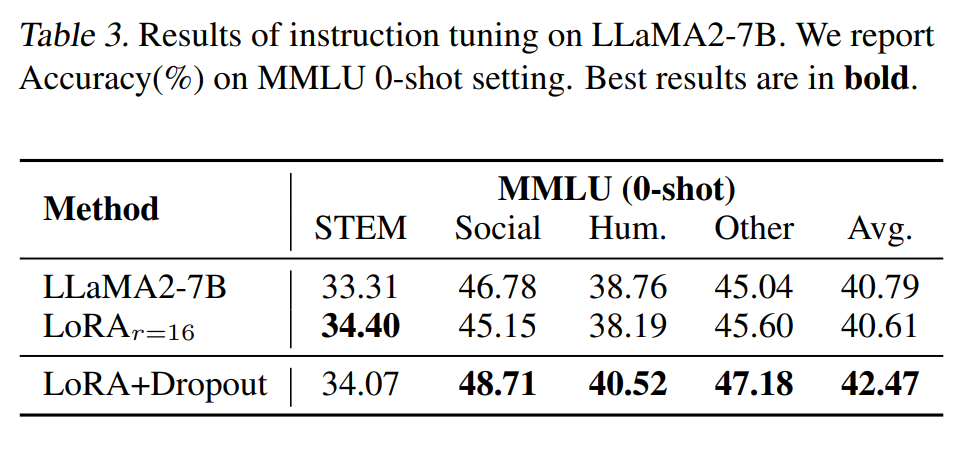 Table 3. Results of instruction tuning on LLaMA2-7B. We report
Accuracy(%) on MMLU 0-shot setting. Best results are in bold.
Method
MMLU (0-shot)
STEM Social Hum. Other Avg.
LLaMA2-7B 33.31 46.78 38.76 45.04 40.79
LoRAr=16 34.40 45.15 38.19 45.60 40.61
LoRA+Dropout 34.07 48.71 40.52 47.18 42.47